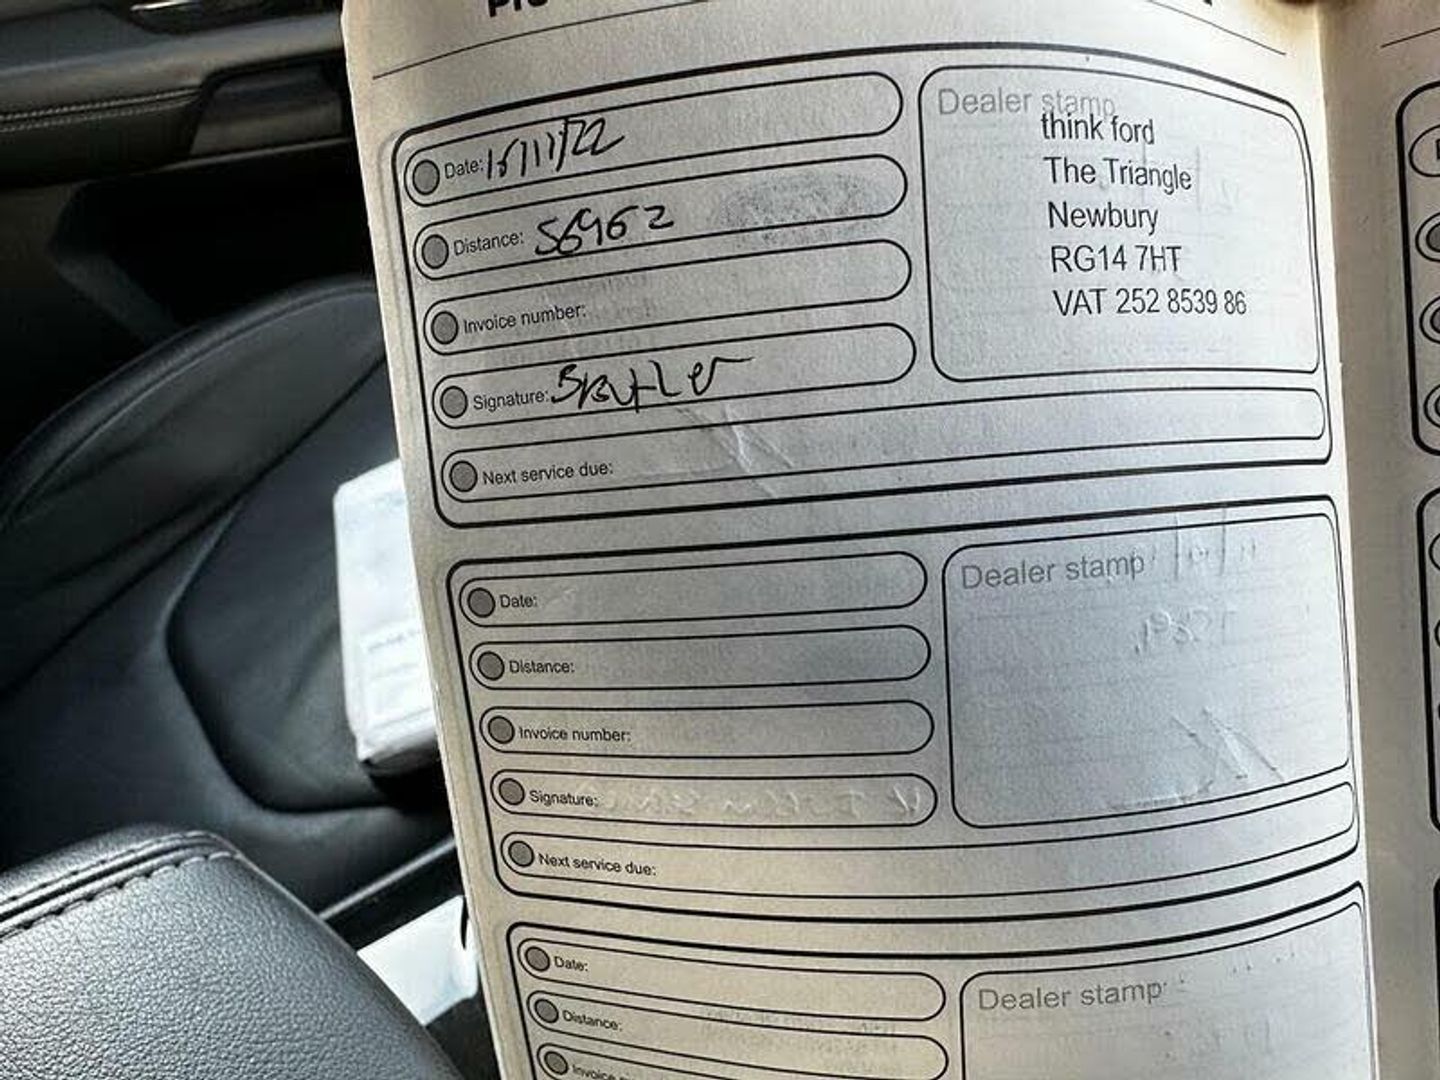 Date: 15/11/22
Distance: 56962
Invoice number:
Signature:
Next service due:
Dealer stamp
think ford
The Triangle
Newbury
RG14 7HT
VAT 252 8539 86
Date:
Distance:
Invoice number:
Signature:
Next service due:
Dealer stamp
Date:
Distance:
Invoice
Dealer stamp